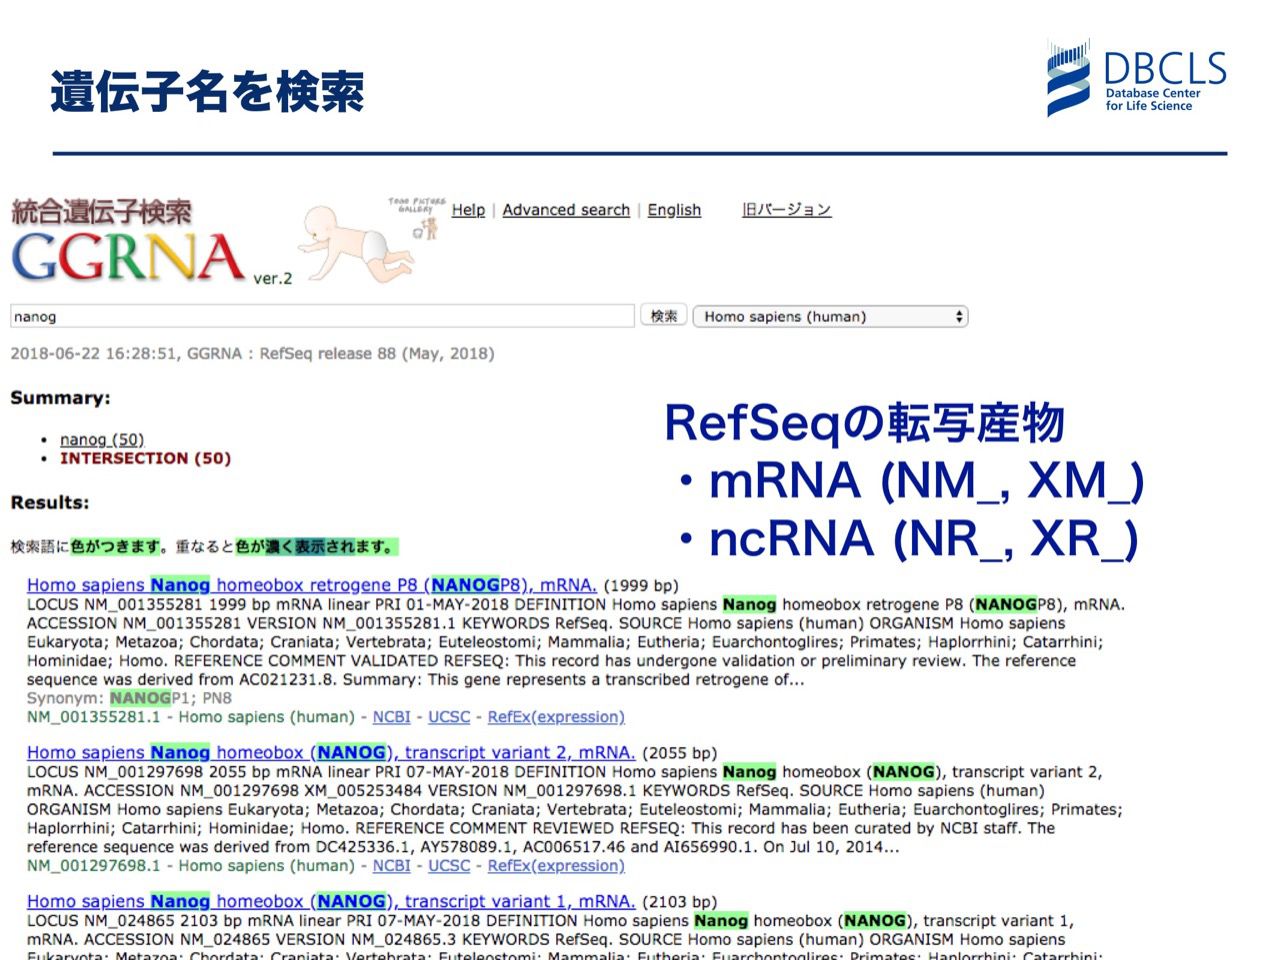 遺伝子名を検索
DBCLS
Database Center
for Life Science
統合遺伝子検索
GGRNA ver.2
TOGO PICTURE
GALLERY
Help | Advanced search | English 旧バージョン
nanog 検索 Homo sapiens (human)
2018-06-22 16:28:51, GGRNA : RefSeq release 88 (May, 2018)
Summary:
• nanog (50)
• INTERSECTION (50)
RefSeqの転写産物
・mRNA (NM_, XM_)
・ncRNA (NR_, XR_)
Results:
検索語に色がつきます。重なると色が濃く表示されます。
Homo sapiens Nanog homeobox retrogene P8 (NANOGP8), mRNA. (1999 bp)
LOCUS NM_001355281 1999 bp mRNA linear PRI 01-MAY-2018 DEFINITION Homo sapiens Nanog homeobox retrogene P8 (NANOGP8), mRNA.
ACCESSION NM_001355281 VERSION NM_001355281.1 KEYWORDS RefSeq. SOURCE Homo sapiens (human) ORGANISM Homo sapiens
Eukaryota; Metazoa; Chordata; Craniata; Vertebrata; Euteleostomi; Mammalia; Eutheria; Euarchontoglires; Primates; Haplorrhini; Catarrhini;
Hominidae; Homo. REFERENCE COMMENT VALIDATED REFSEQ: This record has undergone validation or preliminary review. The reference
sequence was derived from AC021231.8. Summary: This gene represents a transcribed retrogene of...
Synonym: NANOGP1; PN8
NM_001355281.1 - Homo sapiens (human) - NCBI - UCSC - RefEx(expression)
Homo sapiens Nanog homeobox (NANOG), transcript variant 2, mRNA. (2055 bp)
LOCUS NM_001297698 2055 bp mRNA linear PRI 07-MAY-2018 DEFINITION Homo sapiens Nanog homeobox (NANOG), transcript variant 2,
mRNA. ACCESSION NM_001297698 XM_005253484 VERSION NM_001297698.1 KEYWORDS RefSeq. SOURCE Homo sapiens (human)
ORGANISM Homo sapiens Eukaryota; Metazoa; Chordata; Craniata; Vertebrata; Euteleostomi; Mammalia; Eutheria; Euarchontoglires; Primates;
Haplorrhini; Catarrhini; Hominidae; Homo. REFERENCE COMMENT REVIEWED REFSEQ: This record has been curated by NCBI staff. The
reference sequence was derived from DC425336.1, AY578089.1, AC006517.46 and AI656990.1. On Jul 10, 2014...
NM_001297698.1 - Homo sapiens (human) - NCBI - UCSC - RefEx(expression)
Homo sapiens Nanog homeobox (NANOG), transcript variant 1, mRNA. (2103 bp)
LOCUS NM_024865 2103 bp mRNA linear PRI 07-MAY-2018 DEFINITION Homo sapiens Nanog homeobox (NANOG), transcript variant 1,
mRNA. ACCESSION NM_024865 VERSION NM_024865.3 KEYWORDS RefSeq. SOURCE Homo sapiens (human) ORGANISM Homo sapiens
Eukaryota; Metazoa; Chordata; Craniata; Vertebrata; Euteleostomi; Mammalia; Eutheria; Euarchontoglires; Primates; Haplorrhini; Catarrhini;